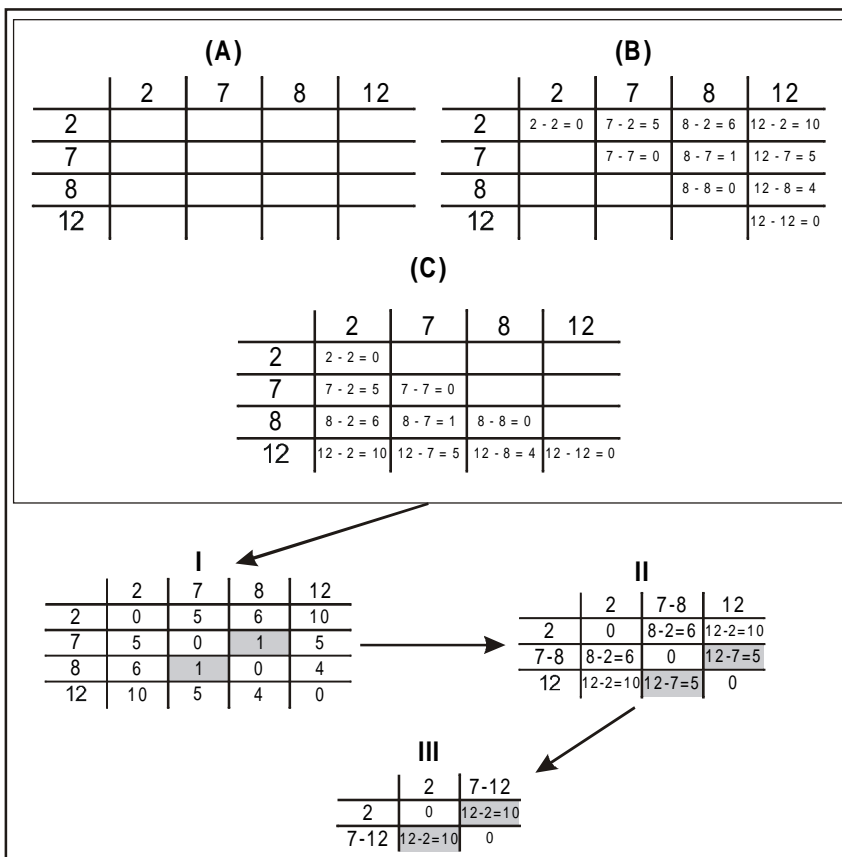 (A)
2 7 8 12
2
7
8
12
(B)
2 7 8 12
2 2 - 2 = 0 7 - 2 = 5 8 - 2 = 6 12 - 2 = 10
7 7 - 7 = 0 8 - 7 = 1 12 - 7 = 5
8 8 - 8 = 0 12 - 8 = 4
12 12 - 12 = 0
(C)
2 7 8 12
2 2 - 2 = 0
7 7 - 2 = 5 7 - 7 = 0
8 8 - 2 = 6 8 - 7 = 1 8 - 8 = 0
12 12 - 2 = 10 12 - 7 = 5 12 - 8 = 4 12 - 12 = 0
I
2 7 8 12
2 0 5 6 10
7 5 0 1 5
8 6 1 0 4
12 10 5 4 0
II
2 7-8 12
2 0 8-2=6 12-2=10
7-8 8-2=6 0 12-7=5
12 12-2=10 12-7=5 0
III
2 7-12
2 0 12-2=10
7-12 12-2=10 0